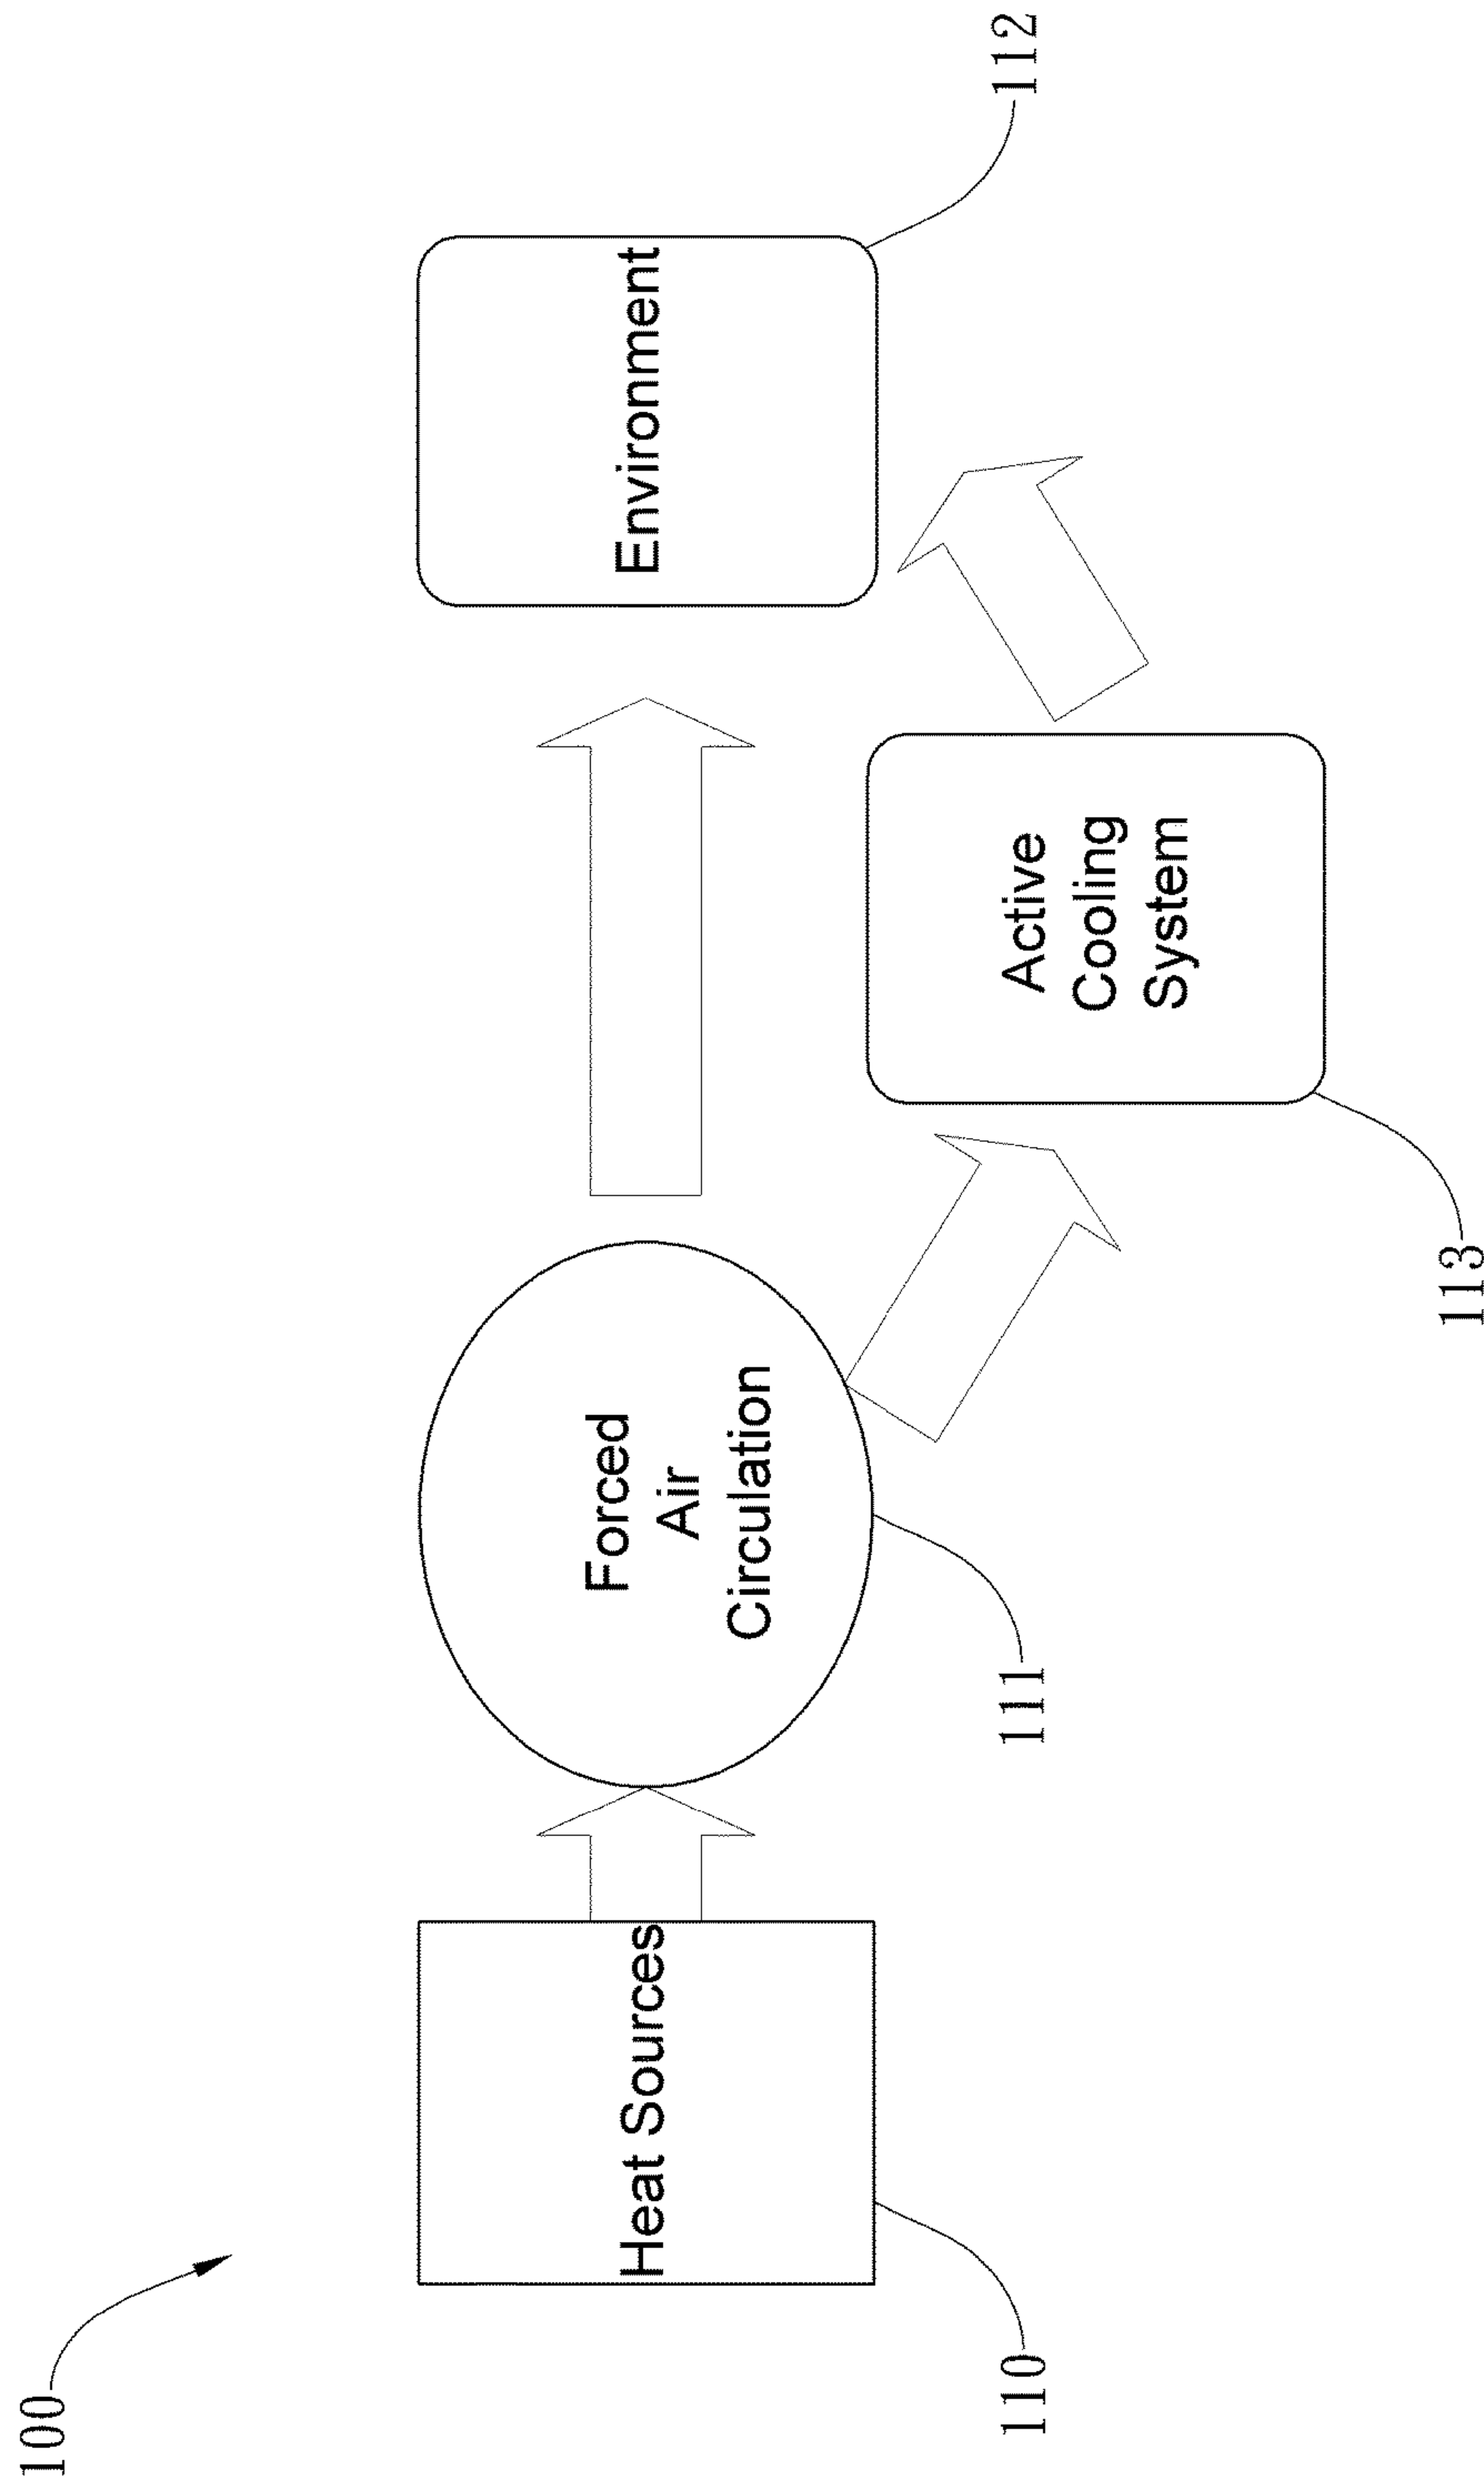 100
Heat Sources
Forced
Air
Circulation
Environment
Active
Cooling
System
110
111
112
113